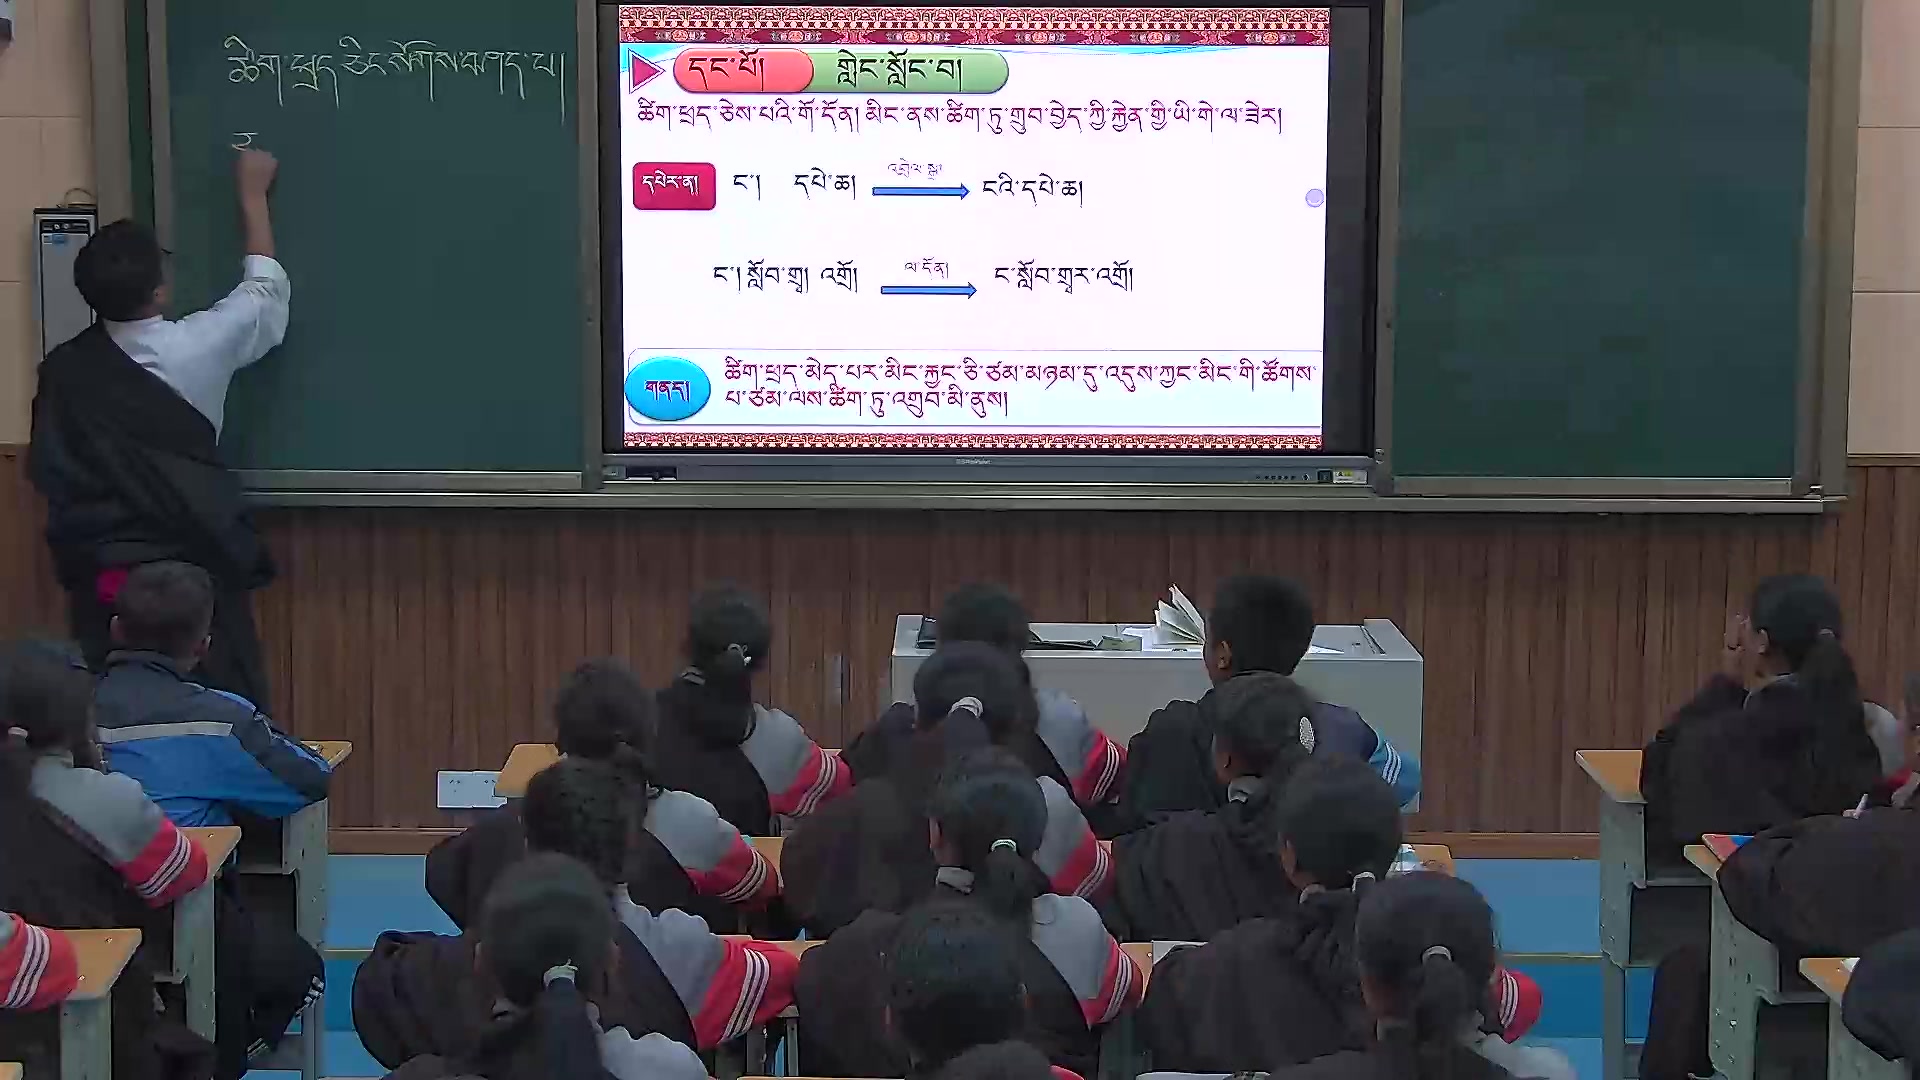 ཚིག་ཕྲད་ཅིང་སོགས་བཤད་པ།
དང་པོ། གླེང་སློང་བ།
ཚིག་ཕྲད་ཅེས་པའི་གོ་དོན། མིང་ནས་ཚིག་ཏུ་གྲུབ་བྱེད་ཀྱི་རྐྱེན་གྱི་ཡི་གེ་ལ་ཟེར།
དཔེར་ན། ང་། དཔེ་ཆ། འབྲེལ་སྒྲ། ངའི་དཔེ་ཆ།
ང་། སློབ་གྲྭ། འགྲོ། ལ་དོན། ང་སློབ་གྲྭར་འགྲོ།
གནད། ཚིག་ཕྲད་མེད་པར་མིང་རྐྱང་ཅི་ཙམ་མཉམ་དུ་འདུས་ཀྱང་མིང་གི་ཚོགས་
པ་ཙམ་ལས་ཚིག་ཏུ་འགྲུབ་མི་ནུས།